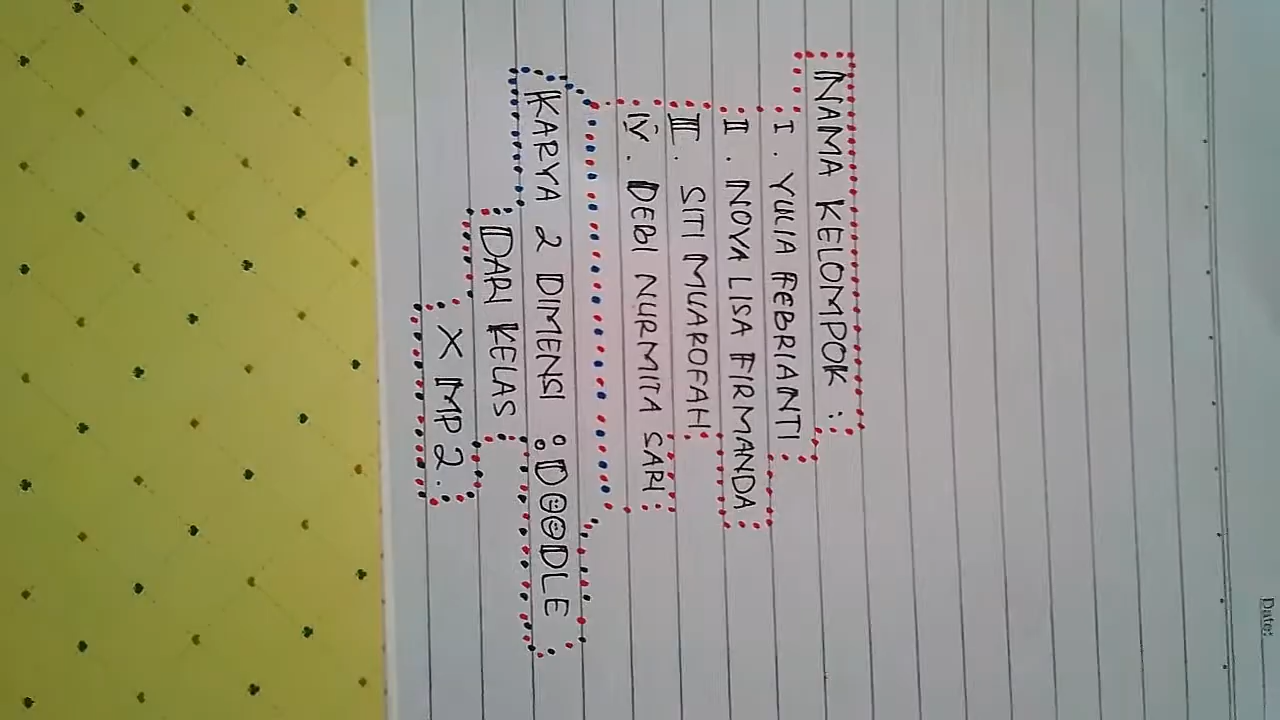 Date:
NAMA KELOMPOK :
I . YULIA FEBRIANTI
II . NOVA LISA FIRMANDA
III . SITI MUAROFAH
IV . DEBI NURMITA SARI
KARYA 2 DIMENSI : DOODLE
DARI KELAS
X MP 2